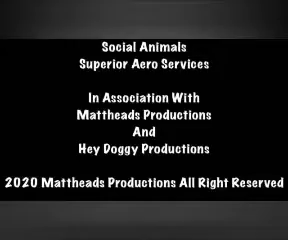 Social Animals
Superior Aero Services
In Association With
Mattheads Productions
And
Hey Doggy Productions
2020 Mattheads Productions All Right Reserved